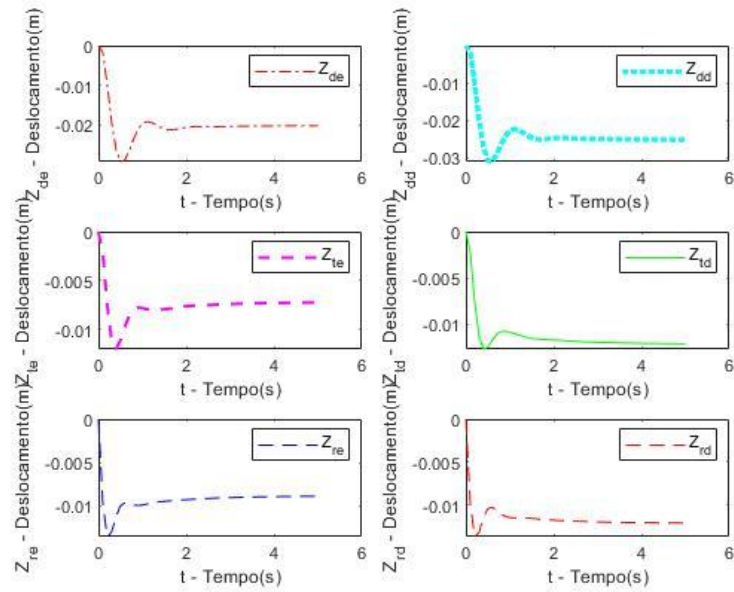 0
-0.01
-0.02
Z_de - Deslocamento(m)
Z_de
0 2 4 6
t - Tempo(s)
0
-0.01
-0.02
-0.03
Z_dd - Deslocamento(m)
Z_dd
0 2 4 6
t - Tempo(s)
0
-0.005
-0.01
Z_te - Deslocamento(m)
Z_te
0 2 4 6
t - Tempo(s)
0
-0.005
-0.01
Z_td - Deslocamento(m)
Z_td
0 2 4 6
t - Tempo(s)
0
-0.005
-0.01
Z_re - Deslocamento(m)
Z_re
0 2 4 6
t - Tempo(s)
0
-0.005
-0.01
Z_rd - Deslocamento(m)
Z_rd
0 2 4 6
t - Tempo(s)